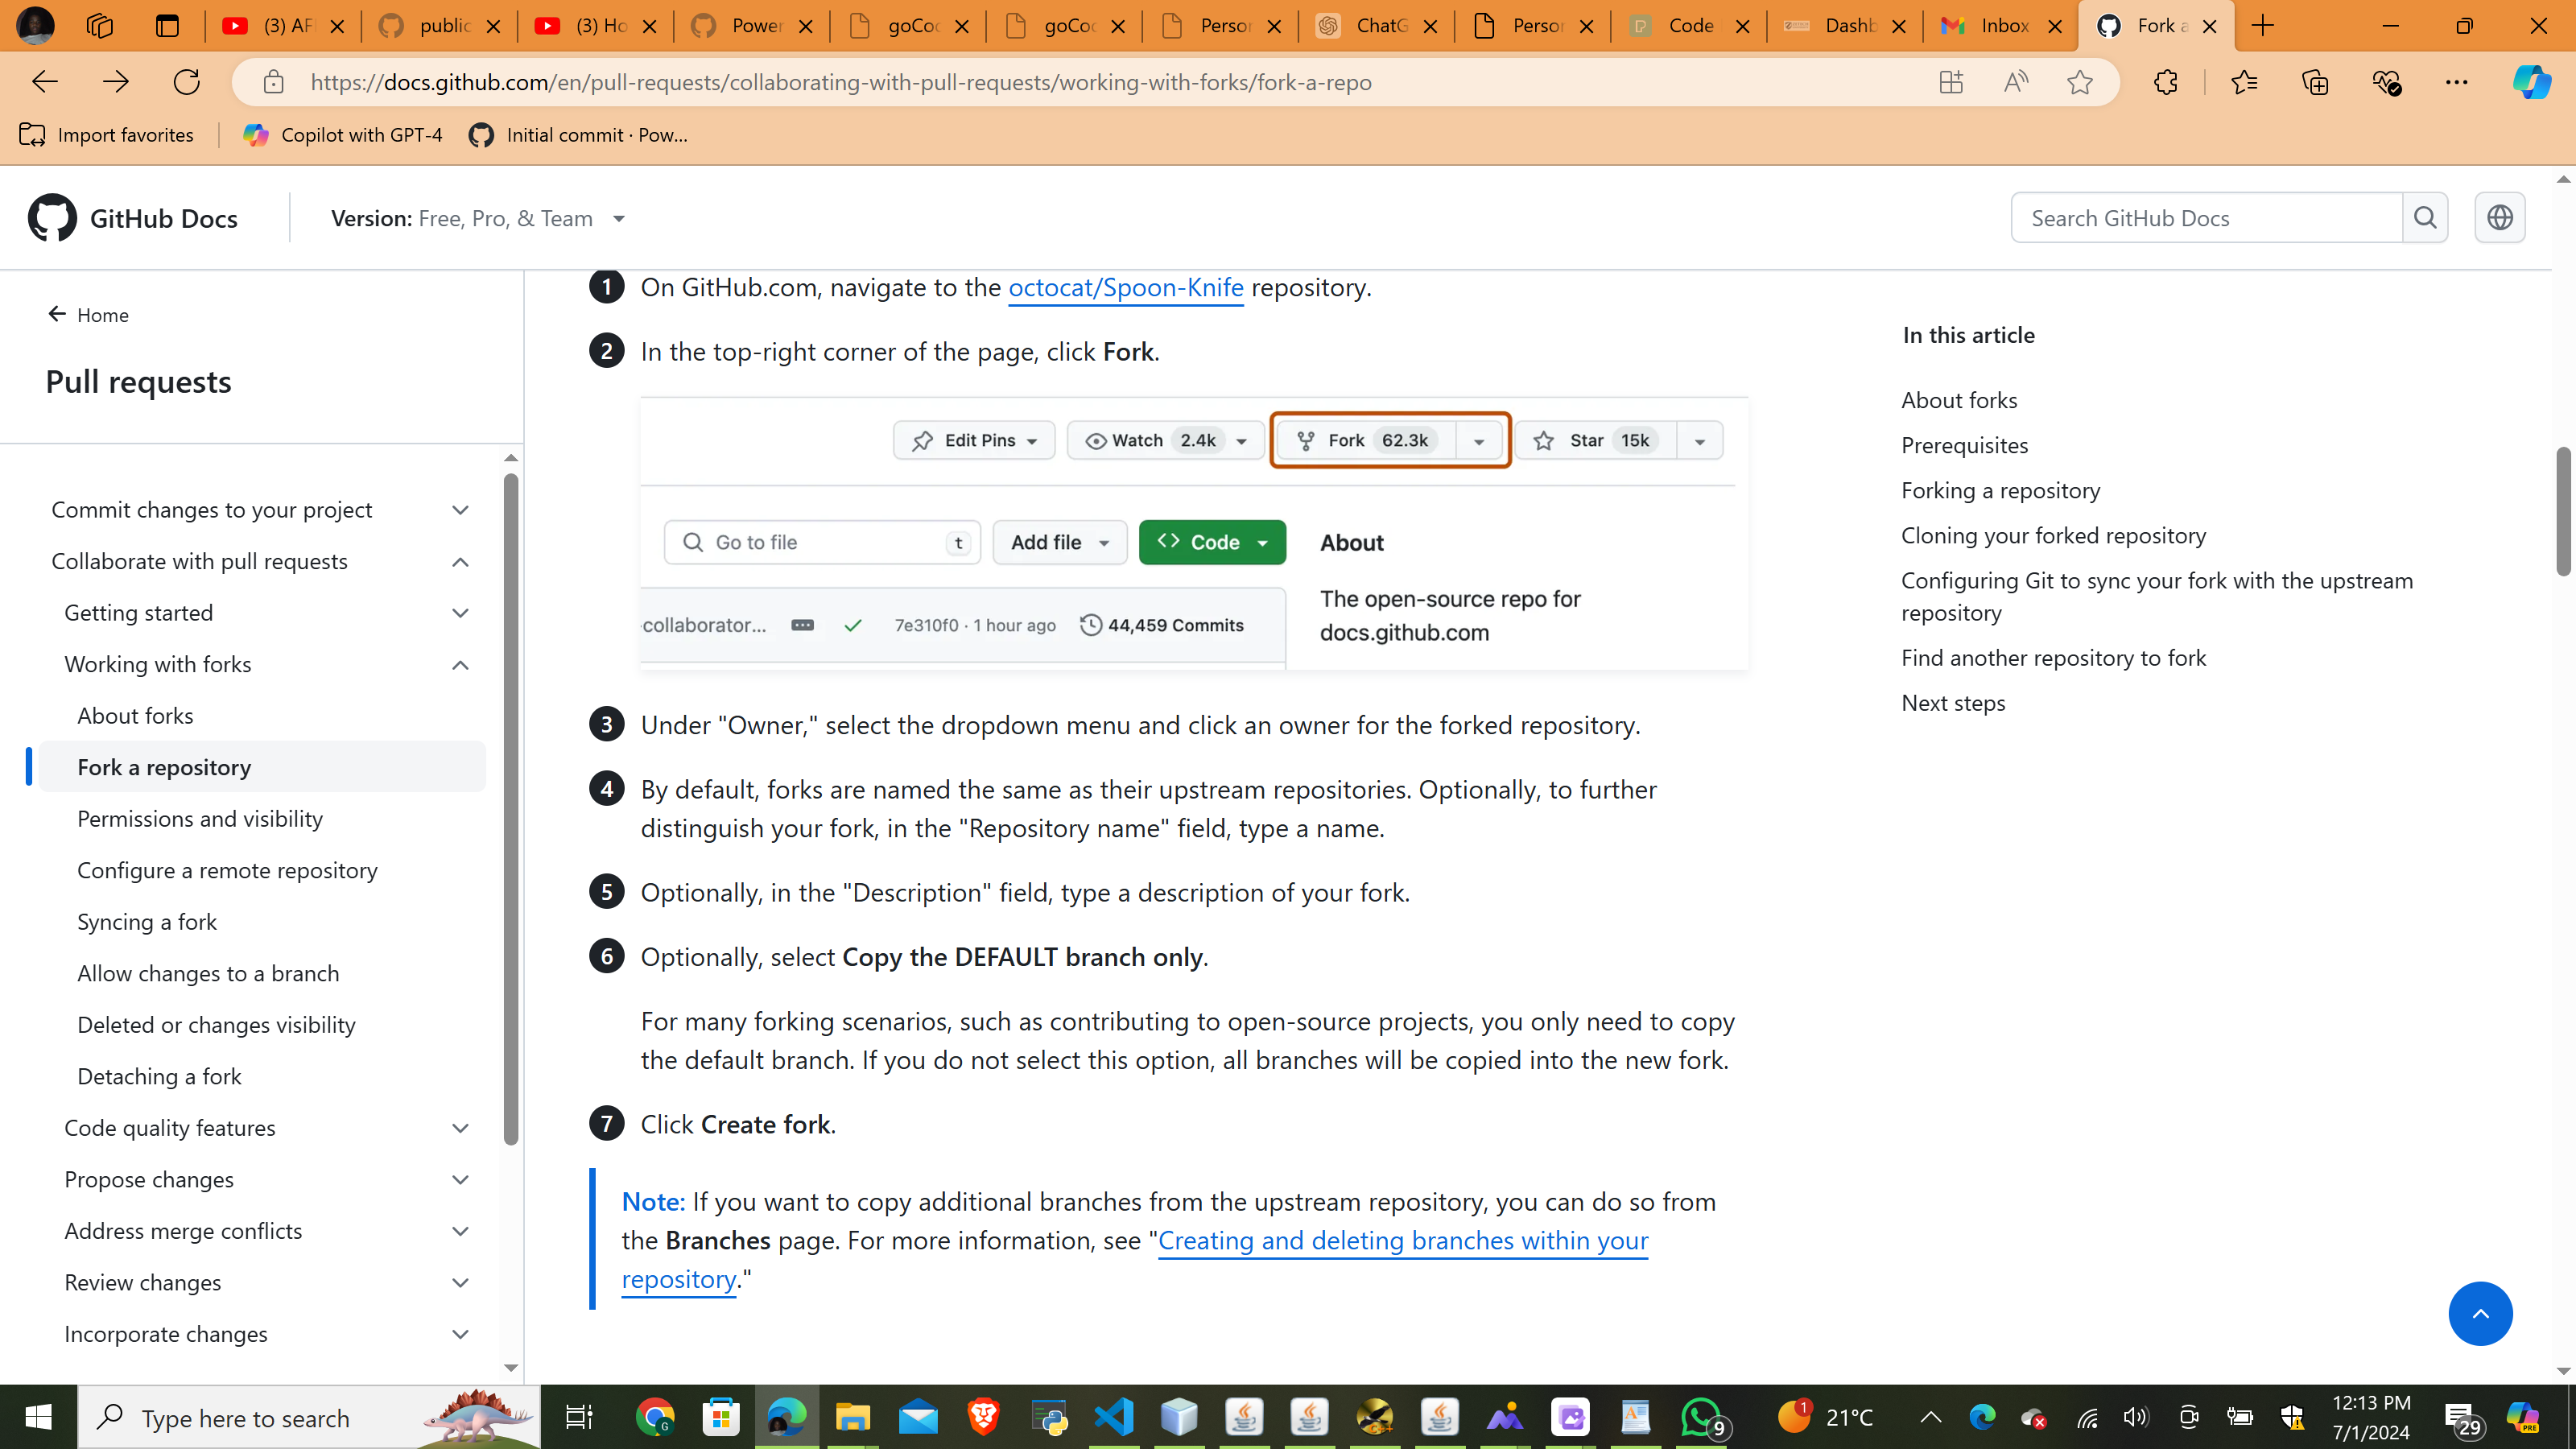 (3) AF
public
(3) Ho
Power
goCoc
goCoc
Person
ChatG
Person
Code
Dashb
Inbox
Fork a
https://docs.github.com/en/pull-requests/collaborating-with-pull-requests/working-with-forks/fork-a-repo
Import favorites
Copilot with GPT-4
Initial commit · Pow...
GitHub Docs
Version: Free, Pro, & Team
Search GitHub Docs
Home
Pull requests
Commit changes to your project
Collaborate with pull requests
Getting started
Working with forks
About forks
Fork a repository
Permissions and visibility
Configure a remote repository
Syncing a fork
Allow changes to a branch
Deleted or changes visibility
Detaching a fork
Code quality features
Propose changes
Address merge conflicts
Review changes
Incorporate changes
1 On GitHub.com, navigate to the octocat/Spoon-Knife repository.
2 In the top-right corner of the page, click Fork.
Edit Pins Watch 2.4k Fork 62.3k Star 15k
Go to file t Add file <> Code About
The open-source repo for
docs.github.com
-collaborator... 7e310f0 · 1 hour ago 44,459 Commits
3 Under "Owner," select the dropdown menu and click an owner for the forked repository.
4 By default, forks are named the same as their upstream repositories. Optionally, to further
distinguish your fork, in the "Repository name" field, type a name.
5 Optionally, in the "Description" field, type a description of your fork.
6 Optionally, select Copy the DEFAULT branch only.
For many forking scenarios, such as contributing to open-source projects, you only need to copy
the default branch. If you do not select this option, all branches will be copied into the new fork.
7 Click Create fork.
Note: If you want to copy additional branches from the upstream repository, you can do so from
the Branches page. For more information, see "Creating and deleting branches within your
repository."
In this article
About forks
Prerequisites
Forking a repository
Cloning your forked repository
Configuring Git to sync your fork with the upstream
repository
Find another repository to fork
Next steps
Type here to search
G
9
1
21°C
12:13 PM
7/1/2024
29
PRE